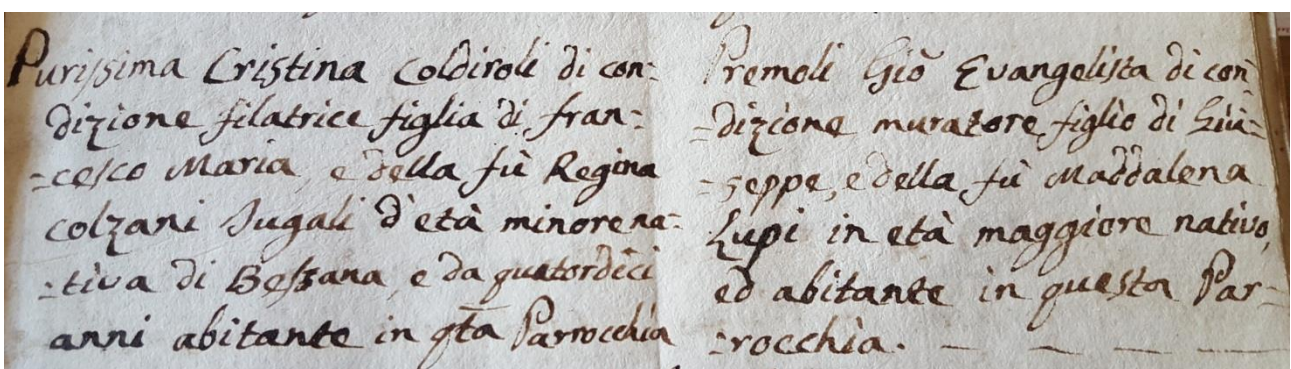 Purissima Cristina Coldiroli di con=
dizione filatrice figlia di fran=
=cesco Maria, e della fù Regina
colzani Jugali d'età minore na=
=tiva di Bessana, e da quatordici
anni abitante in qta Parrocchia
Premoli Gio Evangelista di con
=dizione muratore figlio di Giu=
=seppe, e della fù Maddalena
Lupi in età maggiore nativo,
ed abitante in questa Par=
=rocchia. — — — —